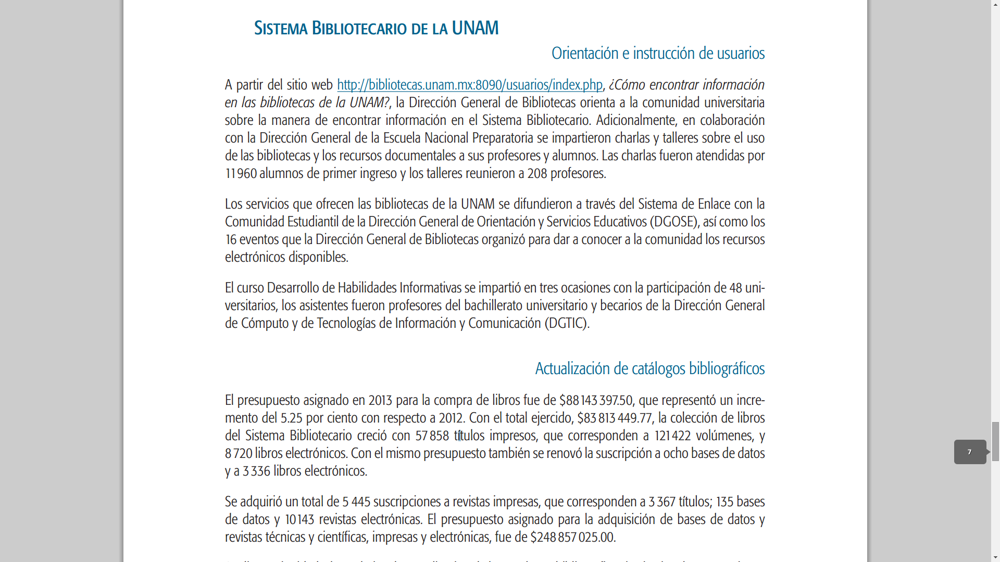 SISTEMA BIBLIOTECARIO DE LA UNAM
Orientación e instrucción de usuarios
A partir del sitio web http://bibliotecas.unam.mx:8090/usuarios/index.php, ¿Cómo encontrar información
en las bibliotecas de la UNAM?, la Dirección General de Bibliotecas orienta a la comunidad universitaria
sobre la manera de encontrar información en el Sistema Bibliotecario. Adicionalmente, en colaboración
con la Dirección General de la Escuela Nacional Preparatoria se impartieron charlas y talleres sobre el uso
de las bibliotecas y los recursos documentales a sus profesores y alumnos. Las charlas fueron atendidas por
11 960 alumnos de primer ingreso y los talleres reunieron a 208 profesores.
Los servicios que ofrecen las bibliotecas de la UNAM se difundieron a través del Sistema de Enlace con la
Comunidad Estudiantil de la Dirección General de Orientación y Servicios Educativos (DGOSE), así como los
16 eventos que la Dirección General de Bibliotecas organizó para dar a conocer a la comunidad los recursos
electrónicos disponibles.
El curso Desarrollo de Habilidades Informativas se impartió en tres ocasiones con la participación de 48 uni-
versitarios, los asistentes fueron profesores del bachillerato universitario y becarios de la Dirección General
de Cómputo y de Tecnologías de Información y Comunicación (DGTIC).
Actualización de catálogos bibliográficos
El presupuesto asignado en 2013 para la compra de libros fue de $88 143 397.50, que representó un incre-
mento del 5.25 por ciento con respecto a 2012. Con el total ejercido, $83 813 449.77, la colección de libros
del Sistema Bibliotecario creció con 57 858 títulos impresos, que corresponden a 121 422 volúmenes, y
8 720 libros electrónicos. Con el mismo presupuesto también se renovó la suscripción a ocho bases de datos
y a 3 336 libros electrónicos.
Se adquirió un total de 5 445 suscripciones a revistas impresas, que corresponden a 3 367 títulos; 135 bases
de datos y 10 143 revistas electrónicas. El presupuesto asignado para la adquisición de bases de datos y
revistas técnicas y científicas, impresas y electrónicas, fue de $248 857 025.00.
7